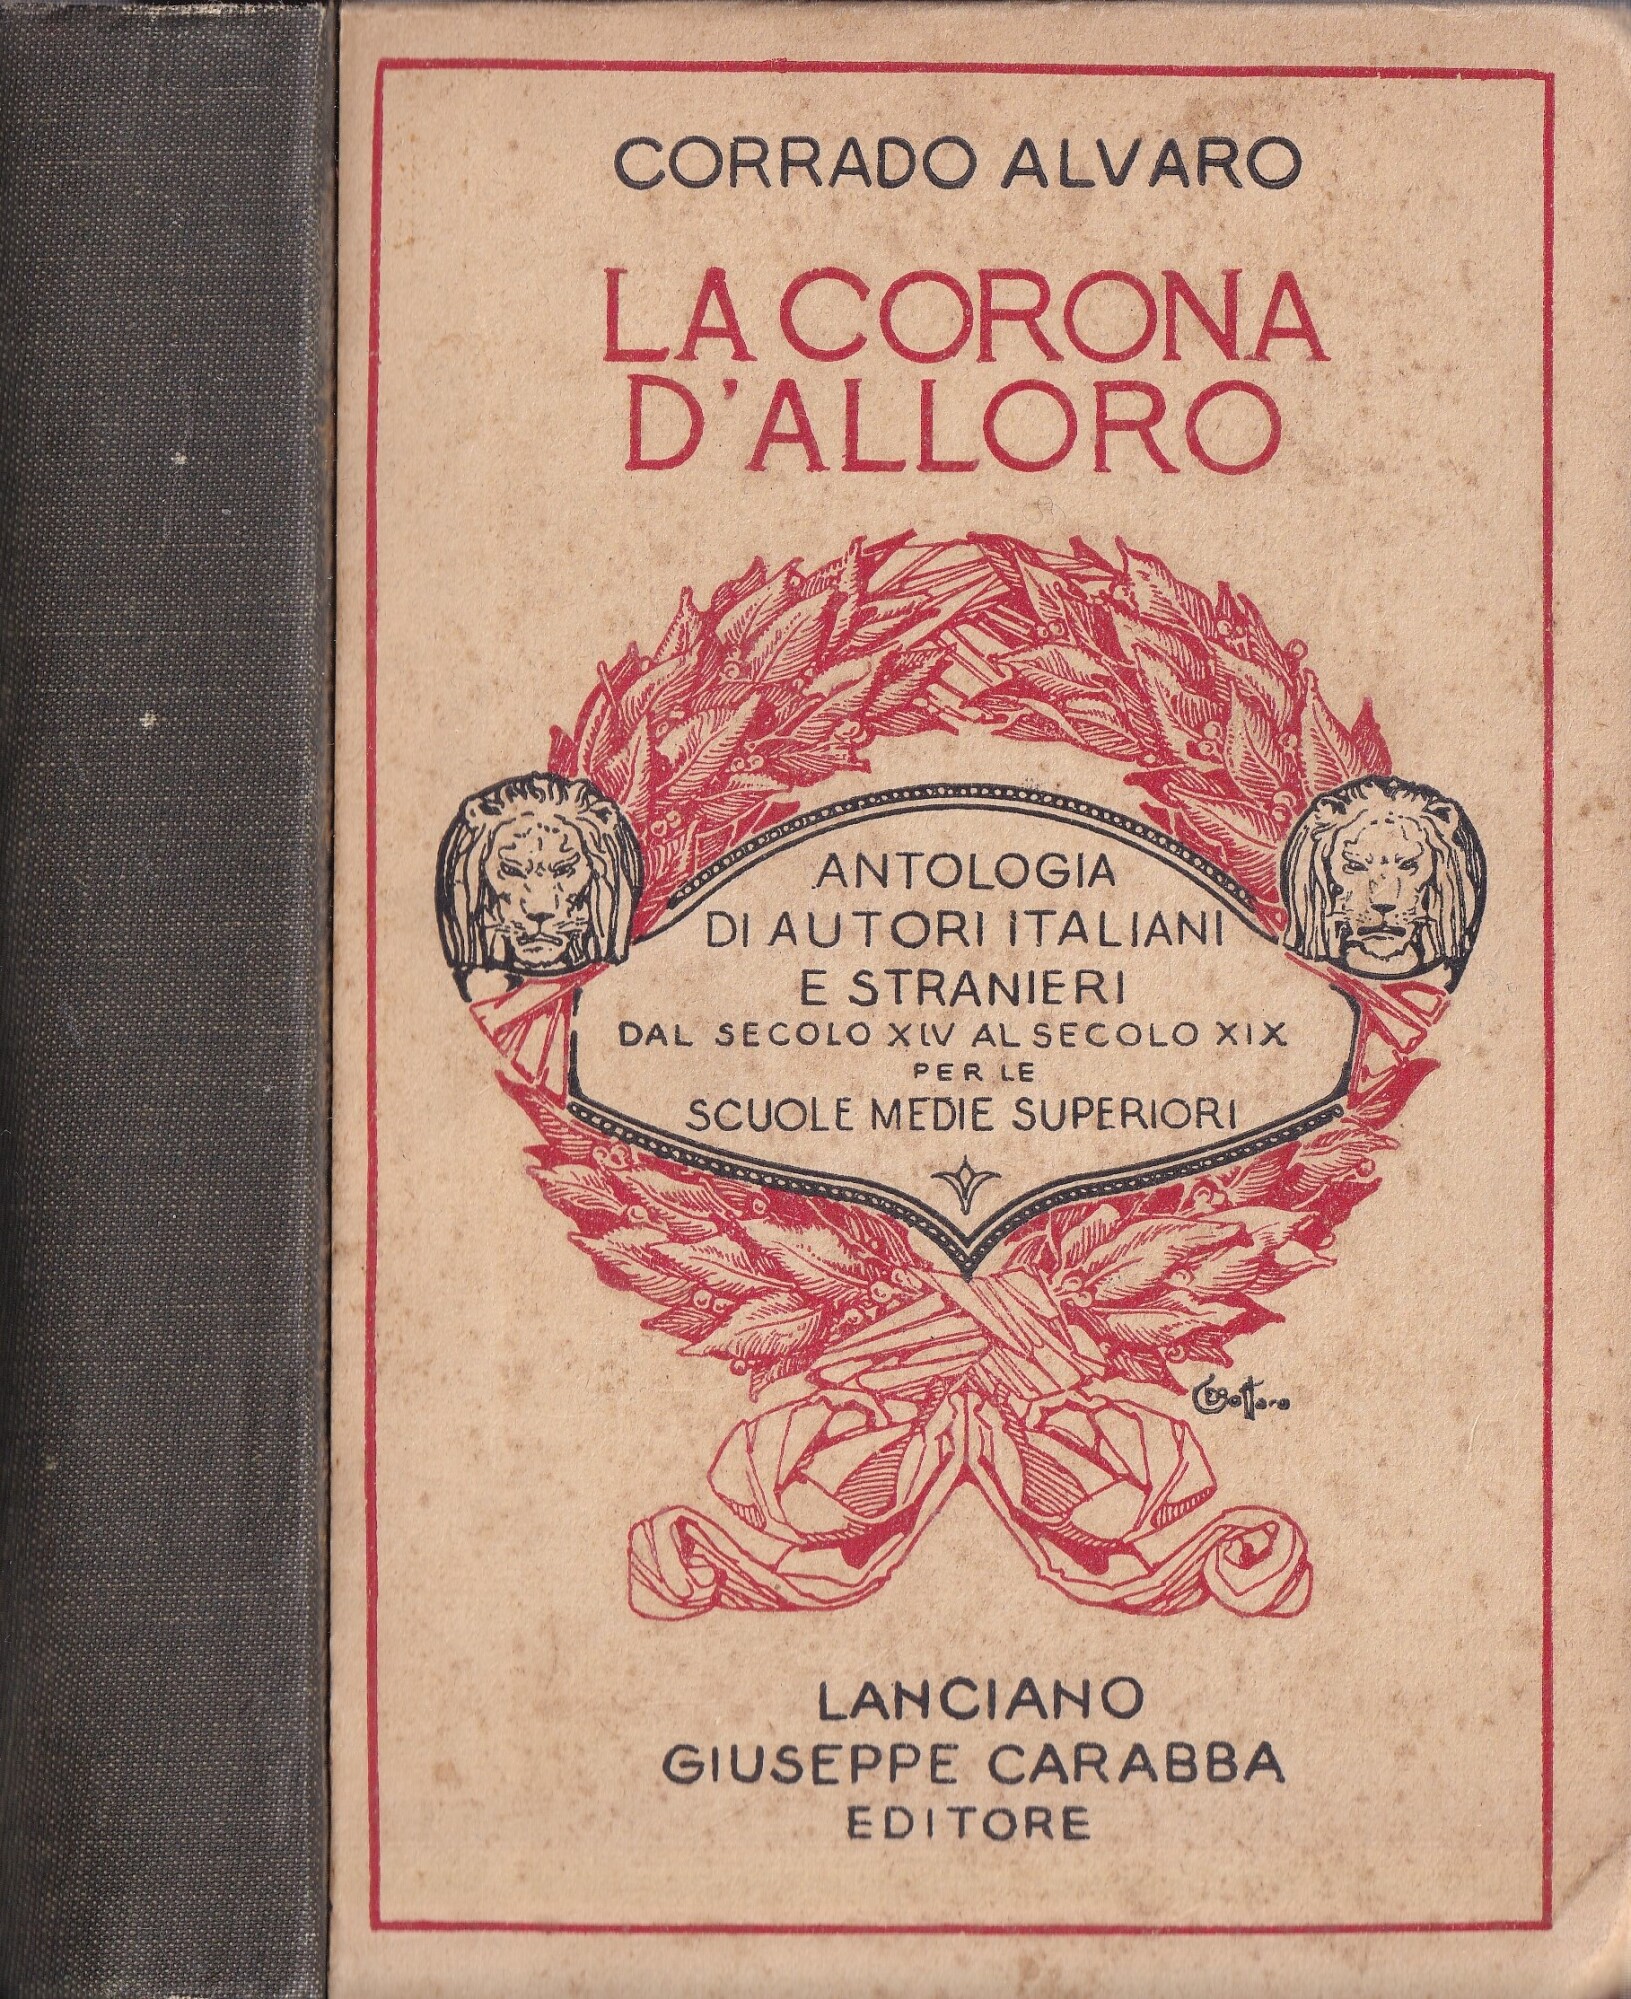 CORRADO ALVARO
LA CORONA
D'ALLORO
ANTOLOGIA
DI AUTORI ITALIANI
E STRANIERI
DAL SECOLO XIV AL SECOLO XIX
PER LE
SCUOLE MEDIE SUPERIORI
LANCIANO
GIUSEPPE CARABBA
EDITORE